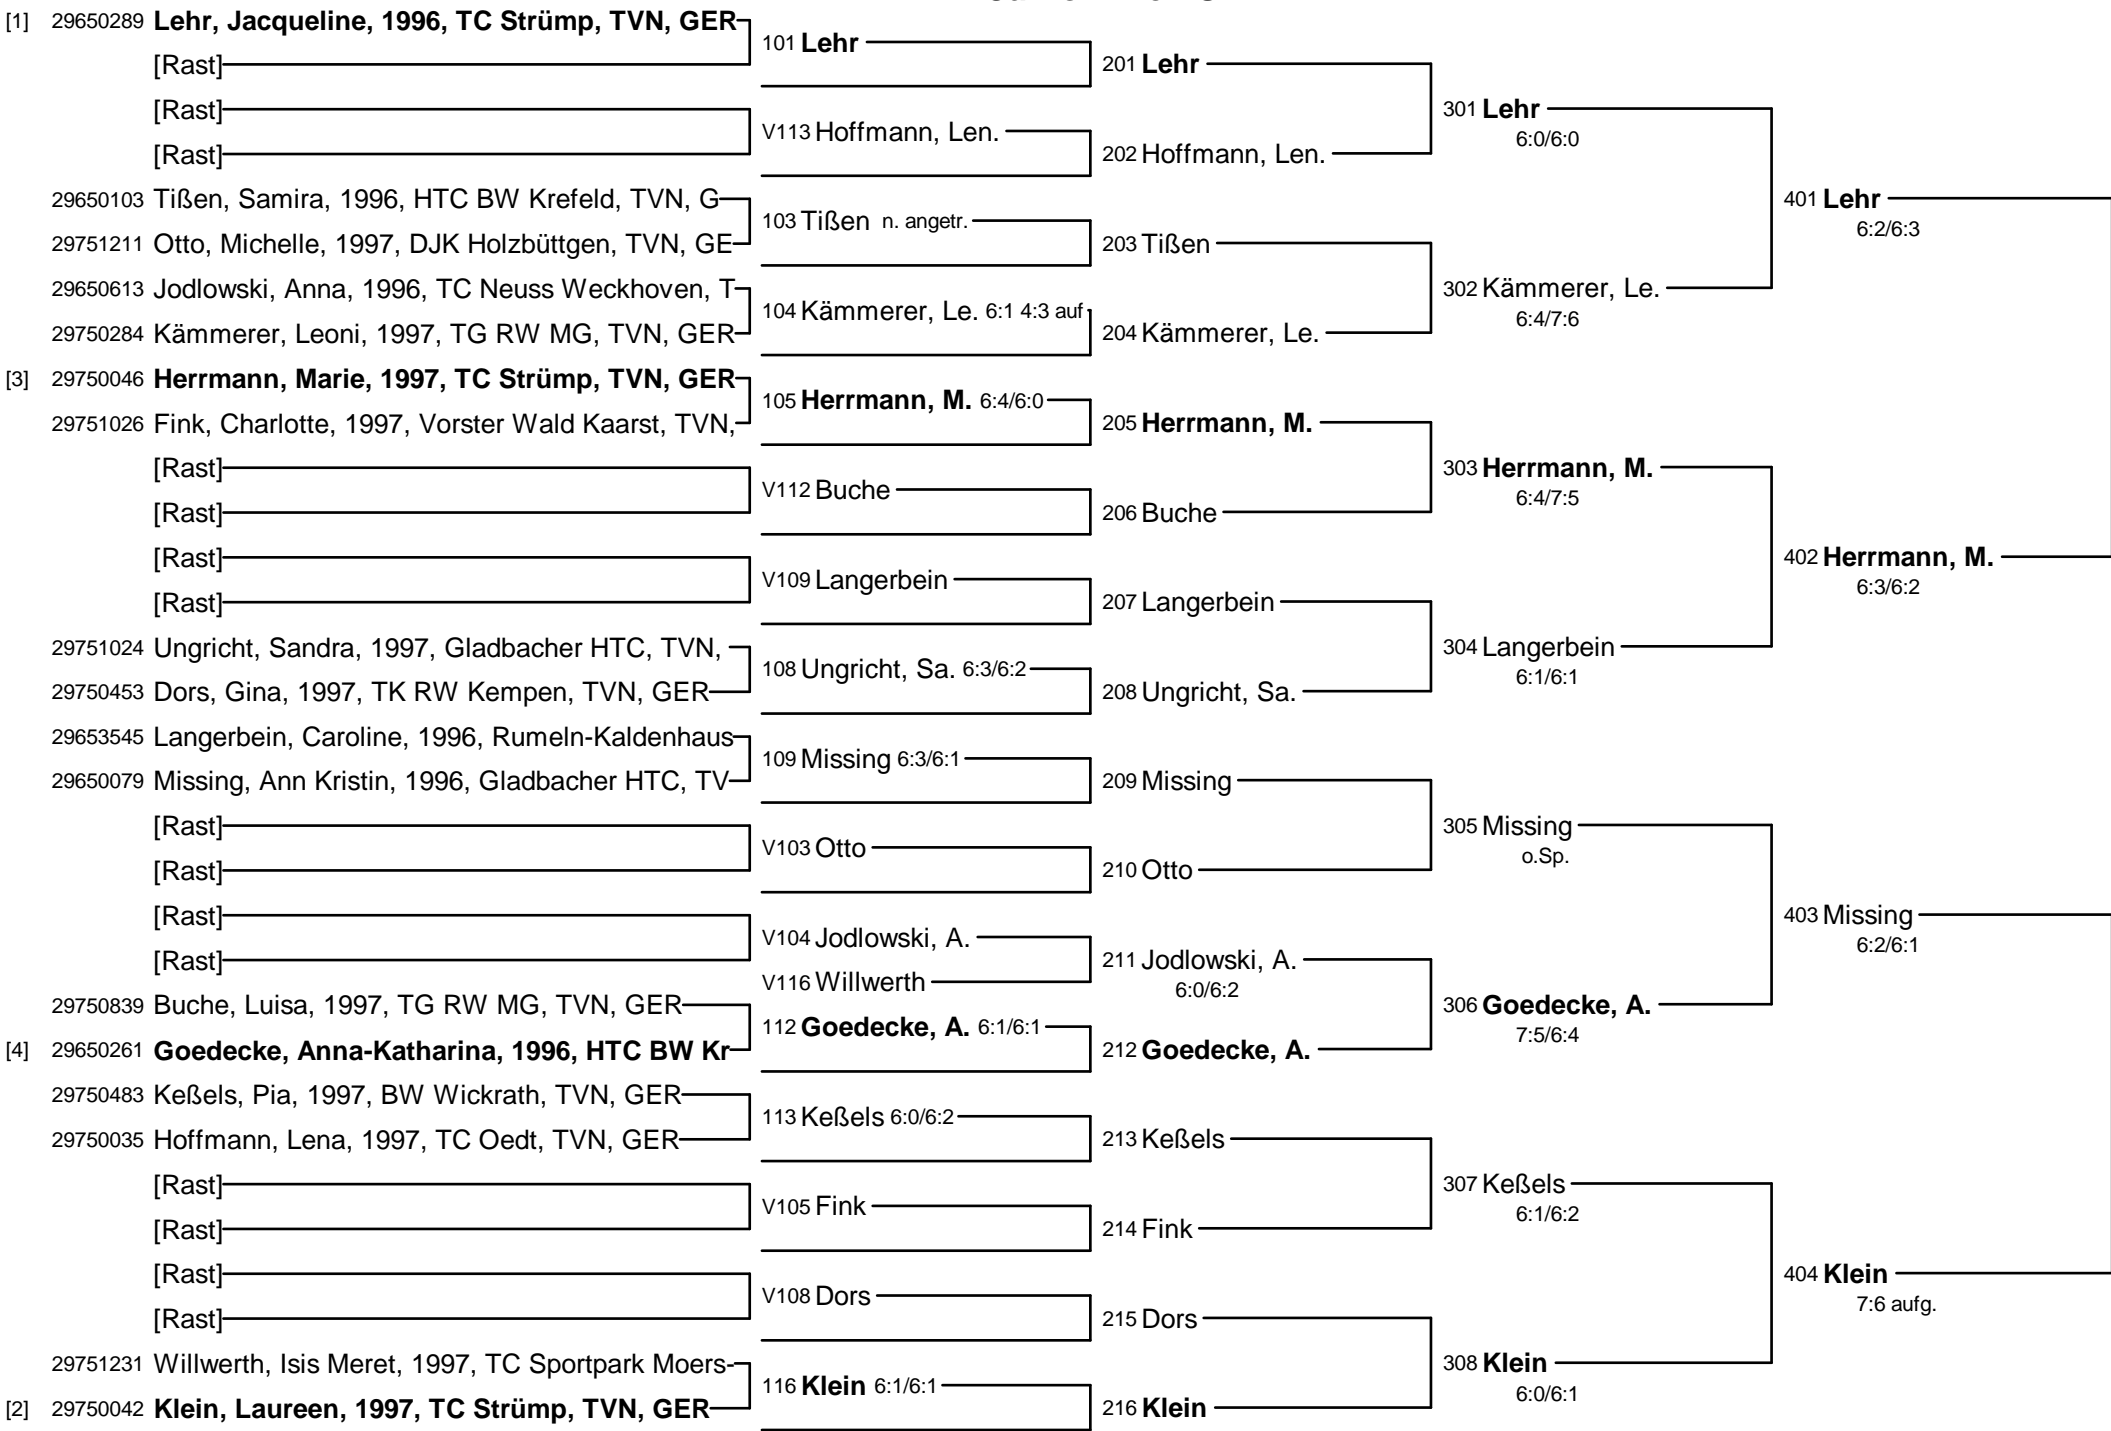 [1] 29650289 Lehr, Jacqueline, 1996, TC Strümp, TVN, GER
[Rast]
[Rast]
[Rast]
29650103 Tißen, Samira, 1996, HTC BW Krefeld, TVN, G
29751211 Otto, Michelle, 1997, DJK Holzbüttgen, TVN, GE
29650613 Jodlowski, Anna, 1996, TC Neuss Weckhoven, T
29750284 Kämmerer, Leoni, 1997, TG RW MG, TVN, GER
[3] 29750046 Herrmann, Marie, 1997, TC Strümp, TVN, GER
29751026 Fink, Charlotte, 1997, Vorster Wald Kaarst, TVN,
[Rast]
[Rast]
[Rast]
[Rast]
29751024 Ungricht, Sandra, 1997, Gladbacher HTC, TVN,
29750453 Dors, Gina, 1997, TK RW Kempen, TVN, GER
29653545 Langerbein, Caroline, 1996, Rumeln-Kaldenhaus
29650079 Missing, Ann Kristin, 1996, Gladbacher HTC, TV
[Rast]
[Rast]
[Rast]
[Rast]
29750839 Buche, Luisa, 1997, TG RW MG, TVN, GER
[4] 29650261 Goedecke, Anna-Katharina, 1996, HTC BW Kr
29750483 Keßels, Pia, 1997, BW Wickrath, TVN, GER
29750035 Hoffmann, Lena, 1997, TC Oedt, TVN, GER
[Rast]
[Rast]
[Rast]
[Rast]
29751231 Willwerth, Isis Meret, 1997, TC Sportpark Moers-
[2] 29750042 Klein, Laureen, 1997, TC Strümp, TVN, GER
101 Lehr
V113 Hoffmann, Len.
103 Tißen n. angetr.
104 Kämmerer, Le. 6:1 4:3 auf
105 Herrmann, M. 6:4/6:0
V112 Buche
V109 Langerbein
108 Ungricht, Sa. 6:3/6:2
109 Missing 6:3/6:1
V103 Otto
V104 Jodlowski, A.
V116 Willwerth
112 Goedecke, A. 6:1/6:1
113 Keßels 6:0/6:2
V105 Fink
V108 Dors
116 Klein 6:1/6:1
201 Lehr
202 Hoffmann, Len.
203 Tißen
204 Kämmerer, Le.
205 Herrmann, M.
206 Buche
207 Langerbein
208 Ungricht, Sa.
209 Missing
210 Otto
211 Jodlowski, A.
6:0/6:2
212 Goedecke, A.
213 Keßels
214 Fink
215 Dors
216 Klein
301 Lehr
6:0/6:0
302 Kämmerer, Le.
6:4/7:6
303 Herrmann, M.
6:4/7:5
304 Langerbein
6:1/6:1
305 Missing
o.Sp.
306 Goedecke, A.
7:5/6:4
307 Keßels
6:1/6:2
308 Klein
6:0/6:1
401 Lehr
6:2/6:3
402 Herrmann, M.
6:3/6:2
403 Missing
6:2/6:1
404 Klein
7:6 aufg.